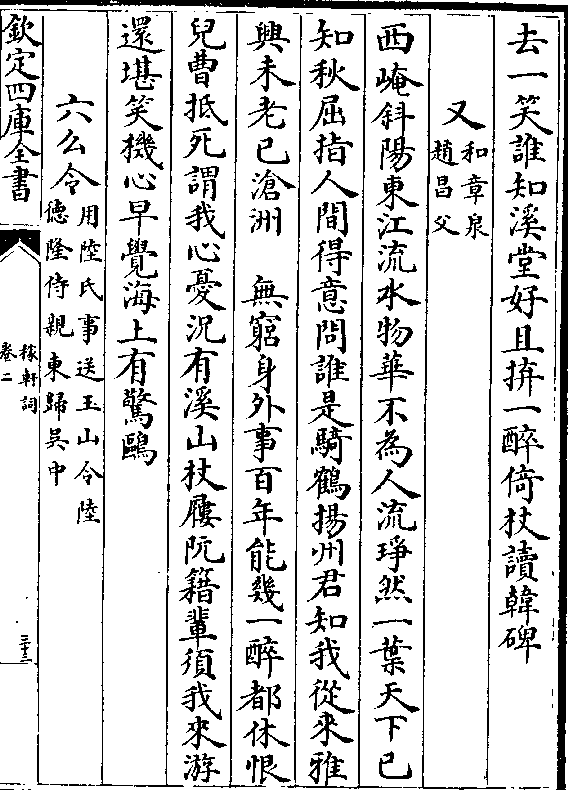 去一笑誰知溪堂好且拚一醉倚杖讀韓碑
又
和章泉
趙昌父
西崦斜陽東江流水物華不為人流琤然一葉天下已
知秋屈指人間得意問誰是騎鶴揚州君知我從來雅
興未老已滄洲　無窮身外事百年能幾一醉都休恨
兒曹抵死謂我心憂況有溪山杖屨阮籍輩須我來游
還堪笑機心早覺海上有驚鷗
六么令
用陸氏事送玉山令陸
德隆侍親東歸吳中
欽定四庫全書
稼軒詞
卷二